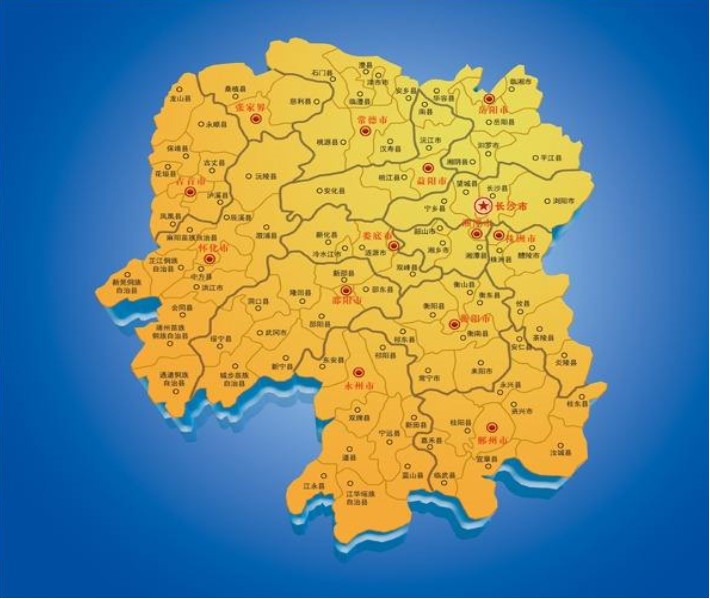 石门县
澧县
津市市
临澧县
安乡县
华容县
南县
临湘市
岳阳市
岳阳县
龙山县
桑植县
张家界
慈利县
常德市
桃源县
汉寿县
沅江市
湘阴县
汨罗市
平江县
永顺县
保靖县
古丈县
花垣县
吉首市
泸溪县
沅陵县
安化县
桃江县
益阳市
望城县
长沙县
长沙市
浏阳市
宁乡县
凤凰县
辰溪县
麻阳苗族自治县
溆浦县
新化县
冷水江市
娄底市
涟源市
双峰县
韶山市
湘乡市
湘潭县
株洲市
株洲县
醴陵市
怀化市
芷江侗族
自治县
中方县
洪江市
新晃侗族
自治县
会同县
靖州苗族
侗族自治县
通道侗族
自治县
洞口县
隆回县
新邵县
邵阳市
邵东县
邵阳县
武冈市
绥宁县
城步苗族
自治县
新宁县
衡山县
衡东县
衡阳县
衡阳市
衡南县
祁东县
祁阳县
常宁市
耒阳市
攸县
茶陵县
安仁县
炎陵县
东安县
永州市
双牌县
新田县
宁远县
道县
蓝山县
江永县
江华瑶族
自治县
永兴县
资兴市
桂阳县
郴州市
嘉禾县
临武县
宜章县
桂东县
汝城县